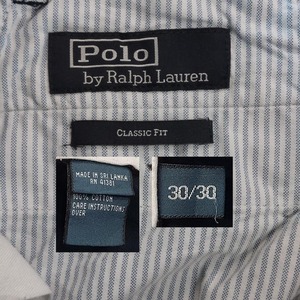 Polo
by Ralph Lauren
CLASSIC FIT
MADE IN SRI LANKA
RN 41381
100% COTTON
CARE INSTRUCTIONS
OVER
30/30